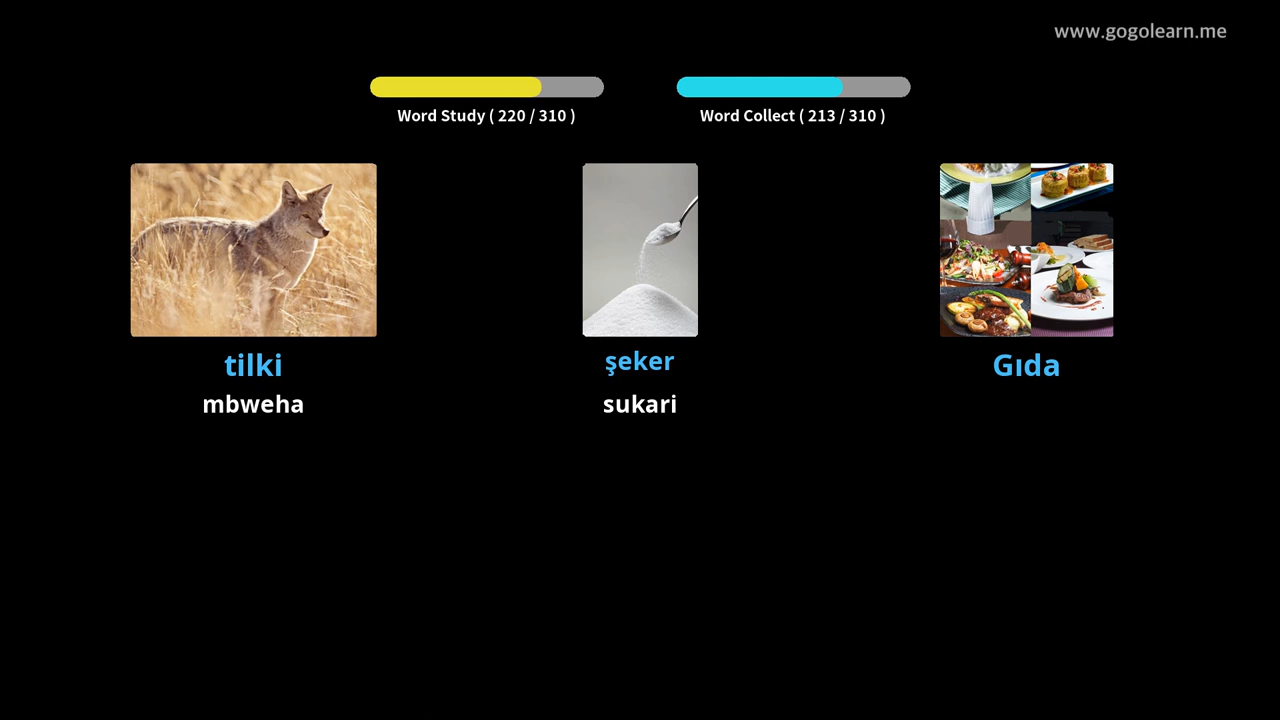 www.gogolearn.me
Word Study ( 220 / 310 )
Word Collect ( 213 / 310 )
tilki
şeker
Gıda
mbweha
sukari